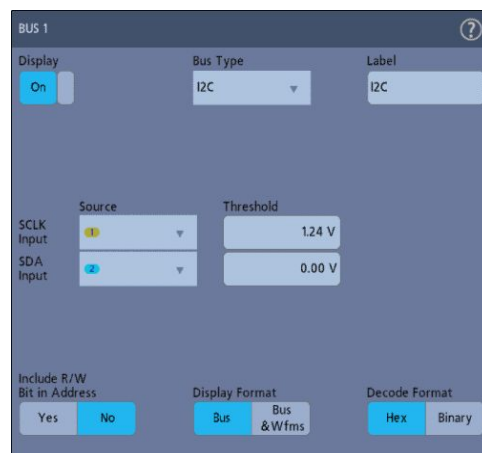 BUS 1
?
Display
Bus Type
Label
On
I2C
I2C
Source
Threshold
SCLK
Input
1
1.24 V
SDA
Input
2
0.00 V
Include R/W
Bit in Address
Display Format
Decode Format
Yes
No
Bus
Bus
&Wfms
Hex
Binary